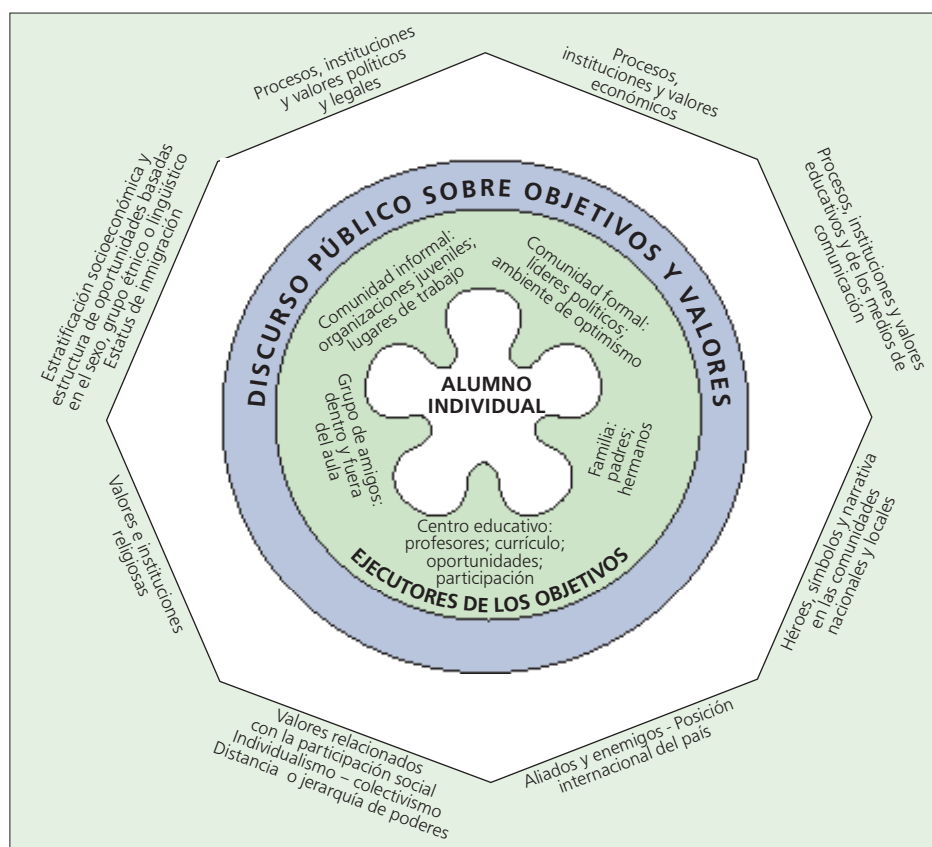 Procesos, instituciones
y valores políticos
y legales
Procesos,
instituciones y valores
económicos
Procesos, instituciones y valores
educativos y de los medios de
comunicación
Héroes, símbolos y narrativa
en las comunidades
nacionales y locales
Aliados y enemigos - Posición
internacional del país
Valores relacionados
con la participación social
Individualismo – colectivismo
Distancia o jerarquía de poderes
Valores e instituciones
religiosas
Estratificación socioeconómica y
estructura de oportunidades basadas
en el sexo, grupo étnico o lingüístico
Estatus de inmigración
DISCURSO PÚBLICO SOBRE OBJETIVOS Y VALORES
Comunidad informal:
organizaciones juveniles;
lugares de trabajo
Comunidad formal:
líderes políticos;
ambiente de optimismo
Familia:
padres;
hermanos
Centro educativo:
profesores; currículo;
oportunidades;
participación
Grupo de amigos:
dentro y fuera
del aula
ALUMNO
INDIVIDUAL
EJECUTORES DE LOS OBJETIVOS